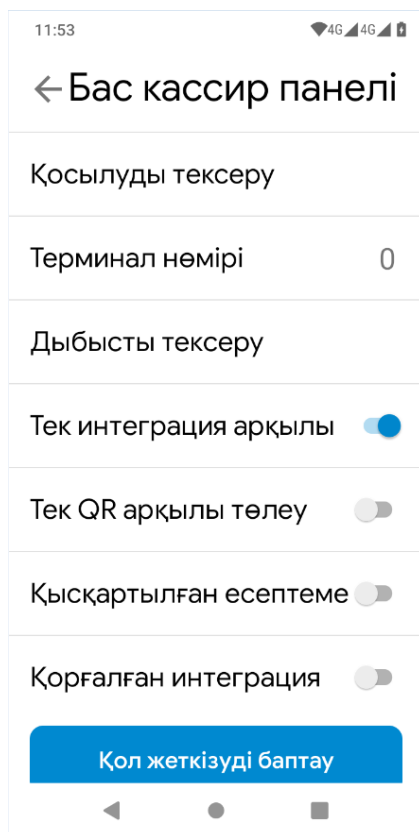 11:53
4G 4G
Бас кассир панелі
Қосылуды тексеру
Терминал нөмірі 0
Дыбысты тексеру
Тек интеграция арқылы
Тек QR арқылы төлеу
Қысқартылған есептеме
Қорғалған интеграция
Қол жеткізуді баптау